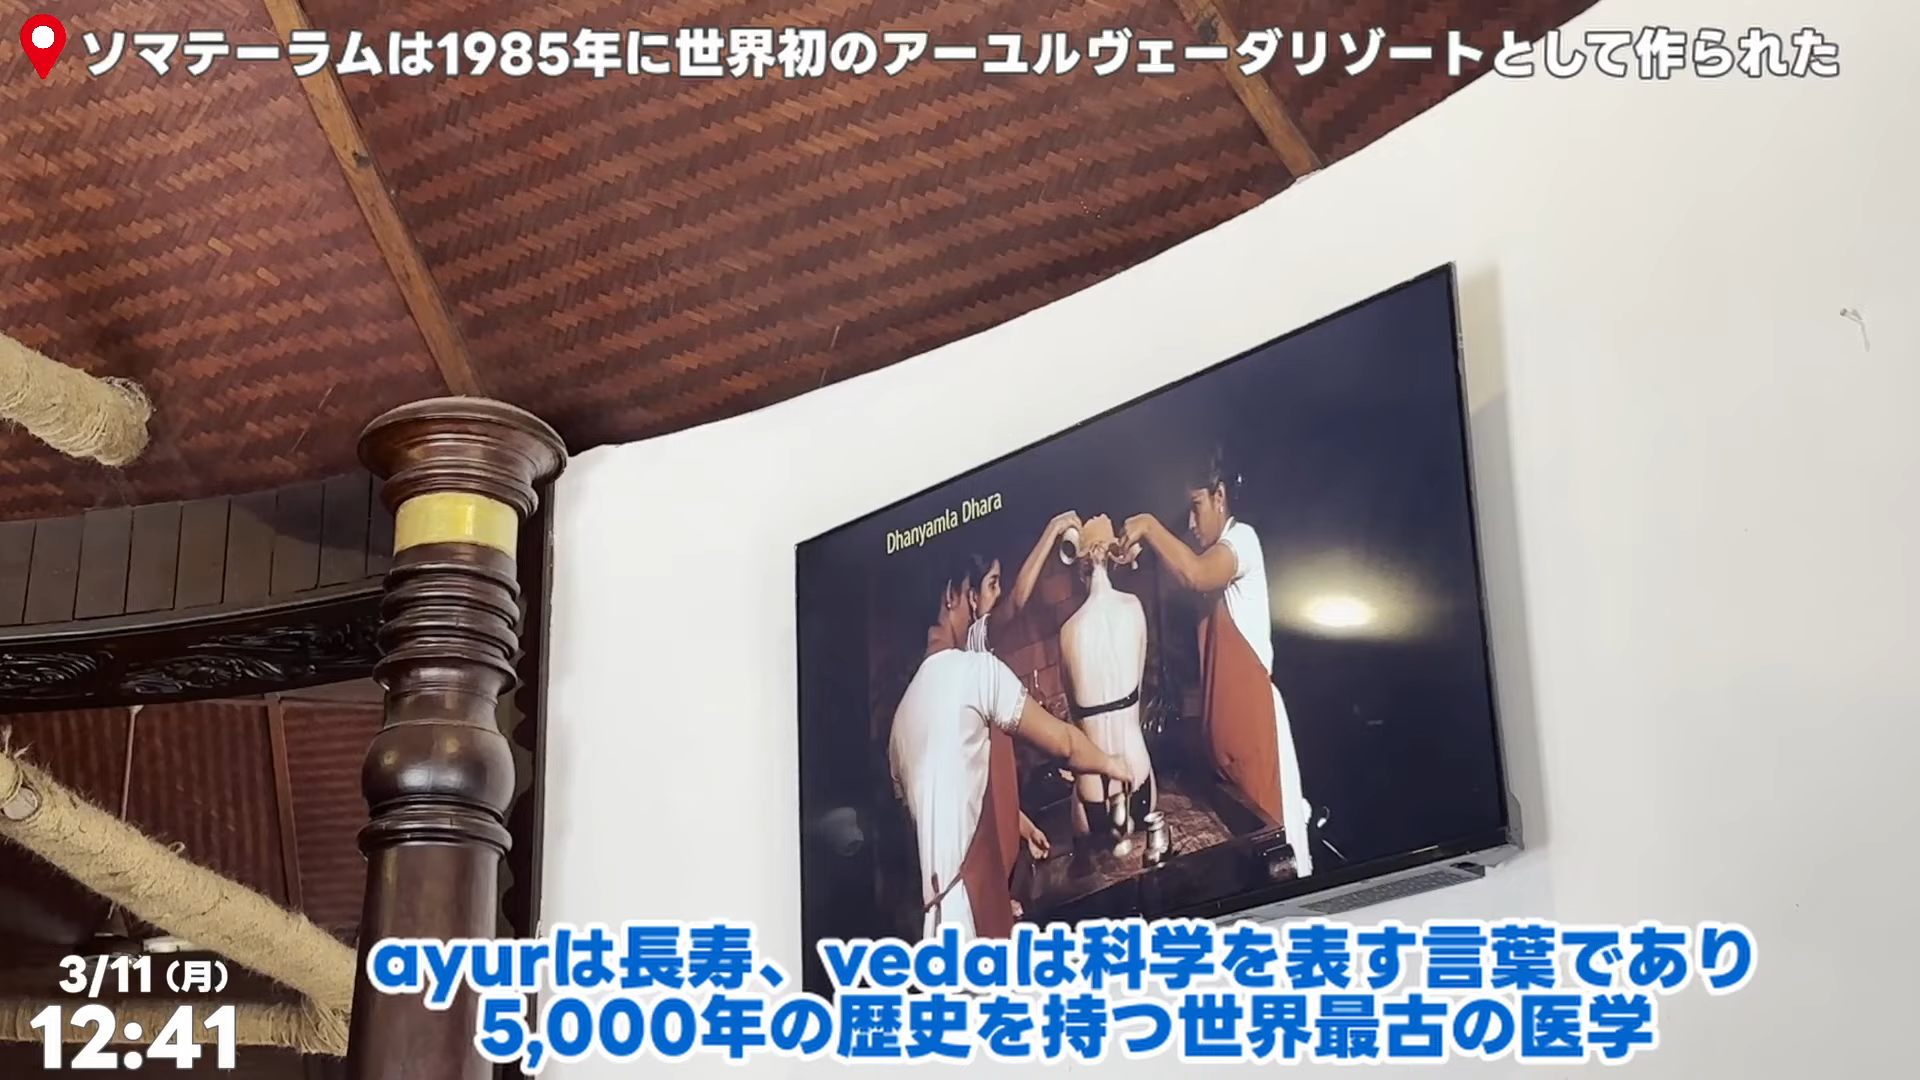 ソマテーラムは1985年に世界初のアーユルヴェーダリゾートとして作られた
Dhanyamla Dhara
ayurは長寿、vedaは科学を表す言葉であり
5,000年の歴史を持つ世界最古の医学
3/11(月)
12:41